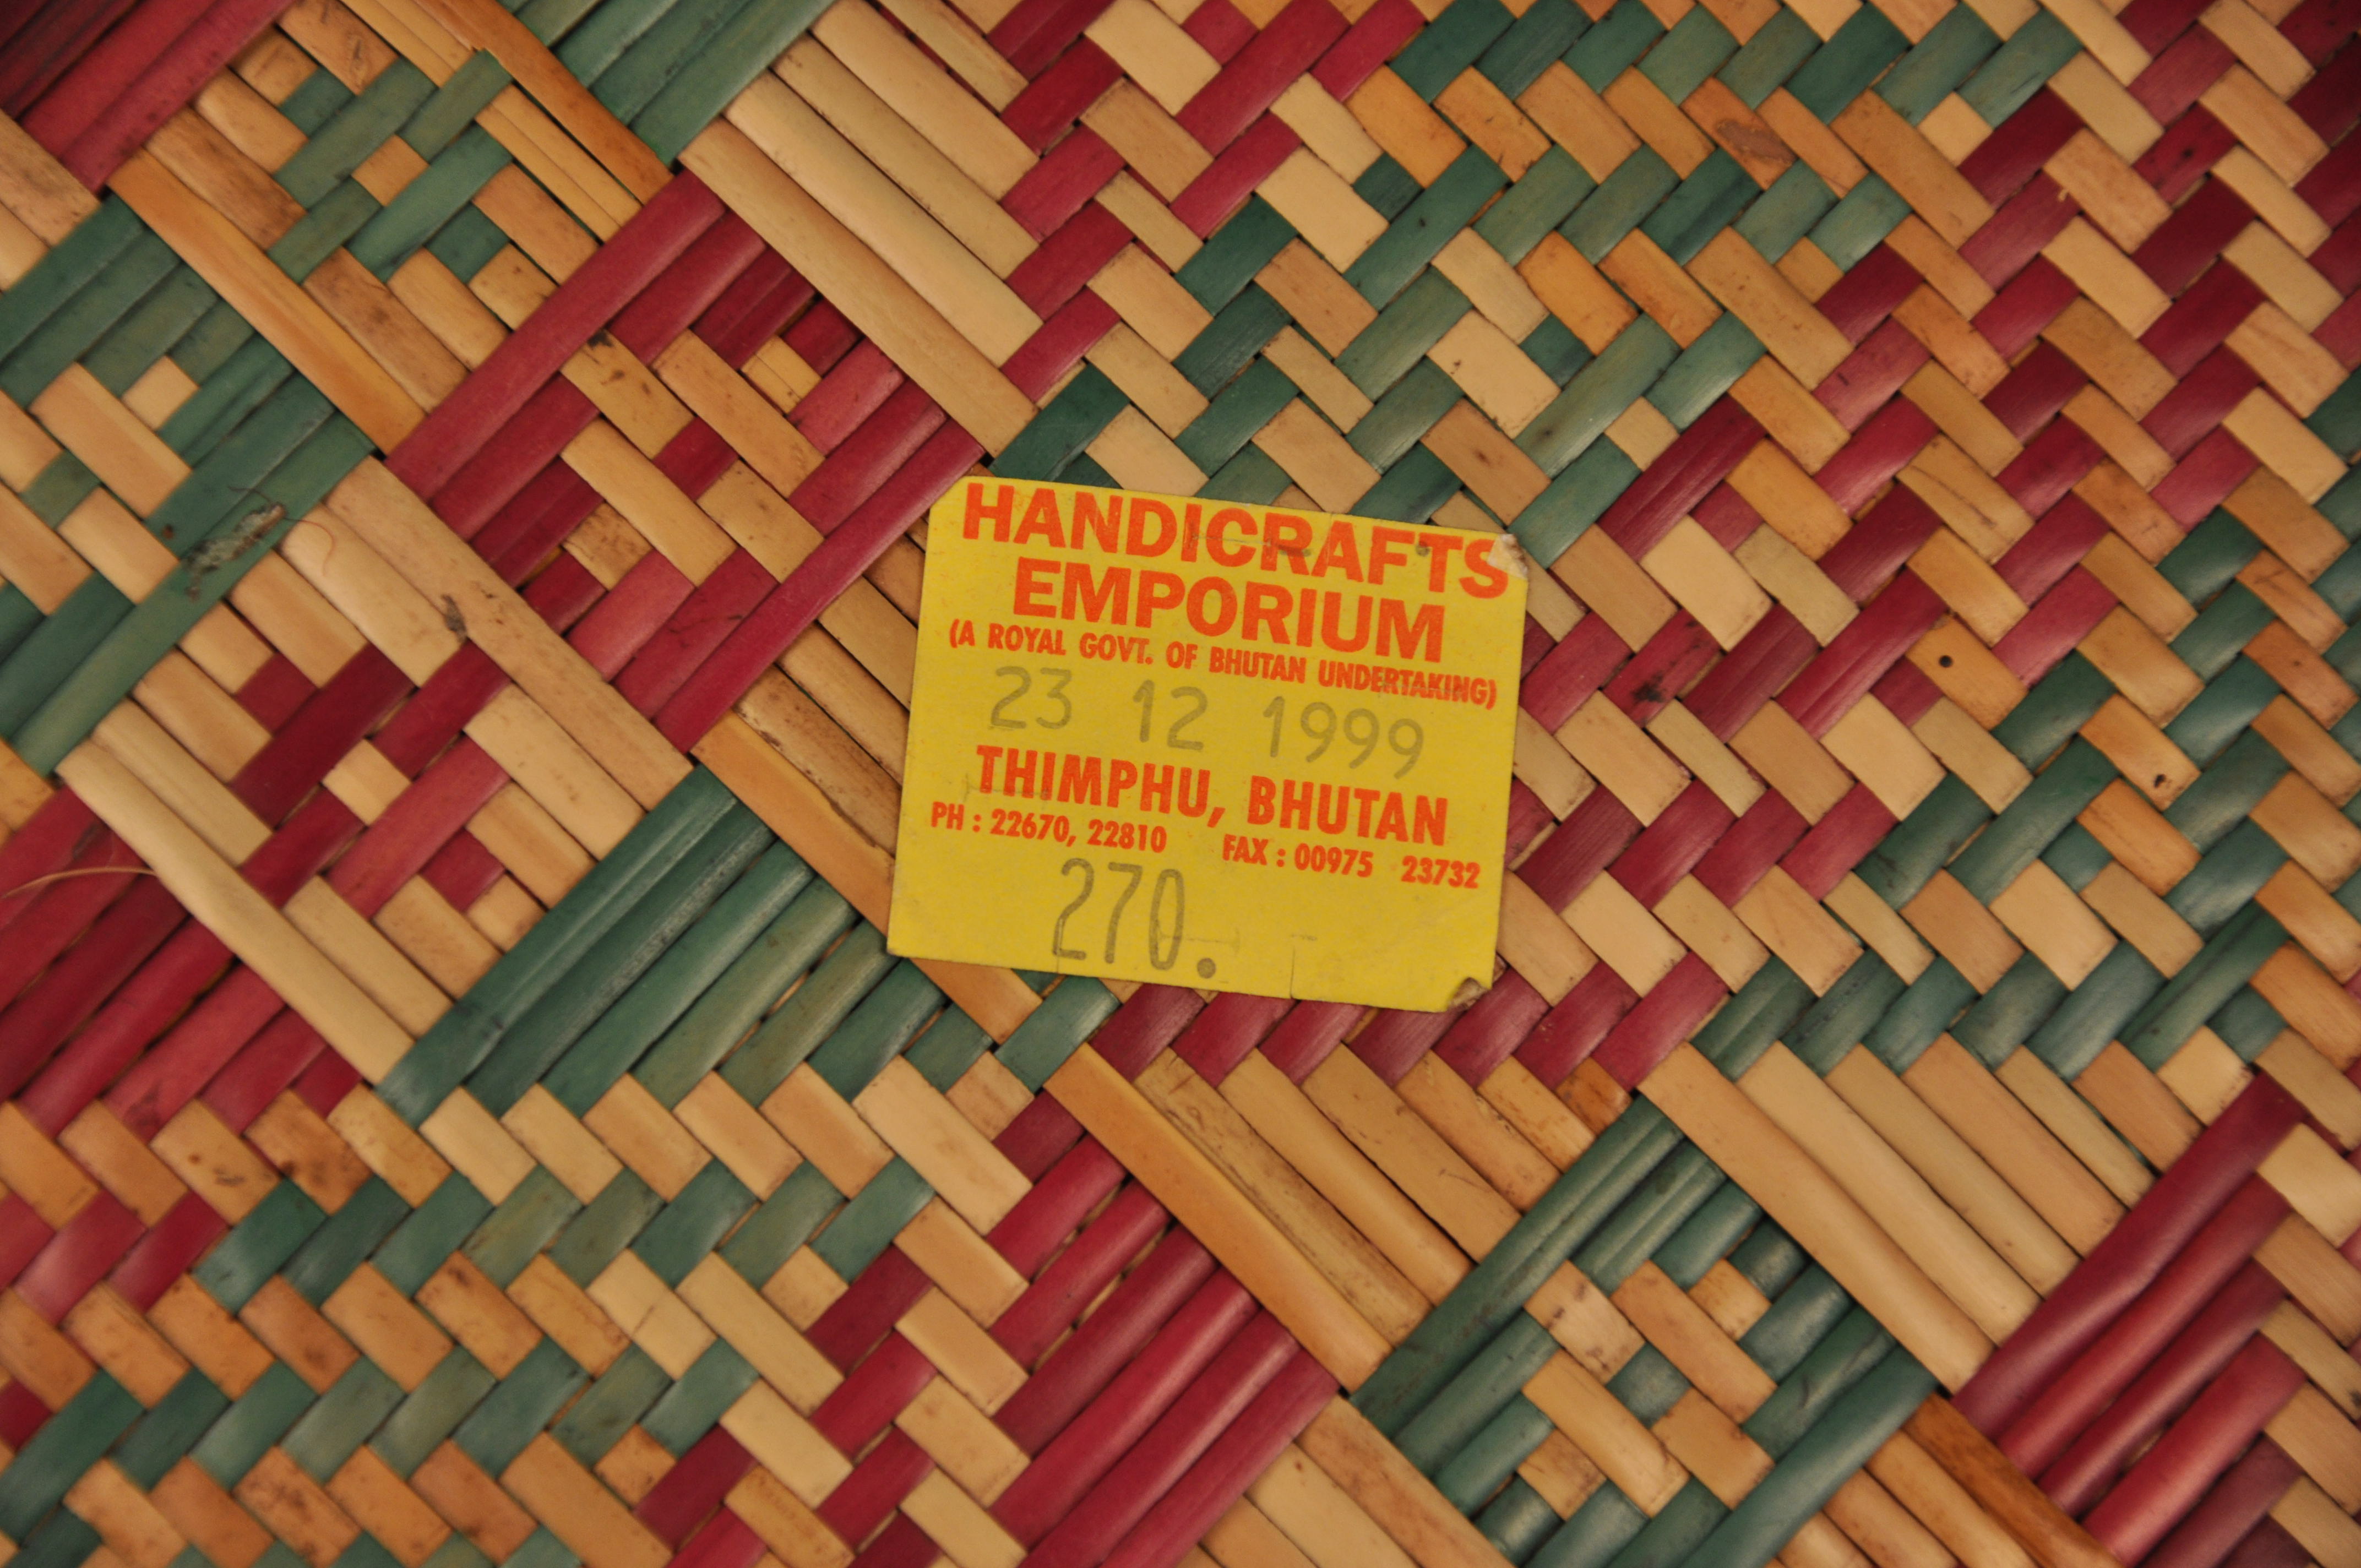 HANDICRAFTS
EMPORIUM
(A ROYAL GOVT. OF BHUTAN UNDERTAKING)
23 12 1999
THIMPHU, BHUTAN
PH : 22670, 22810 FAX : 00975 23732
270.